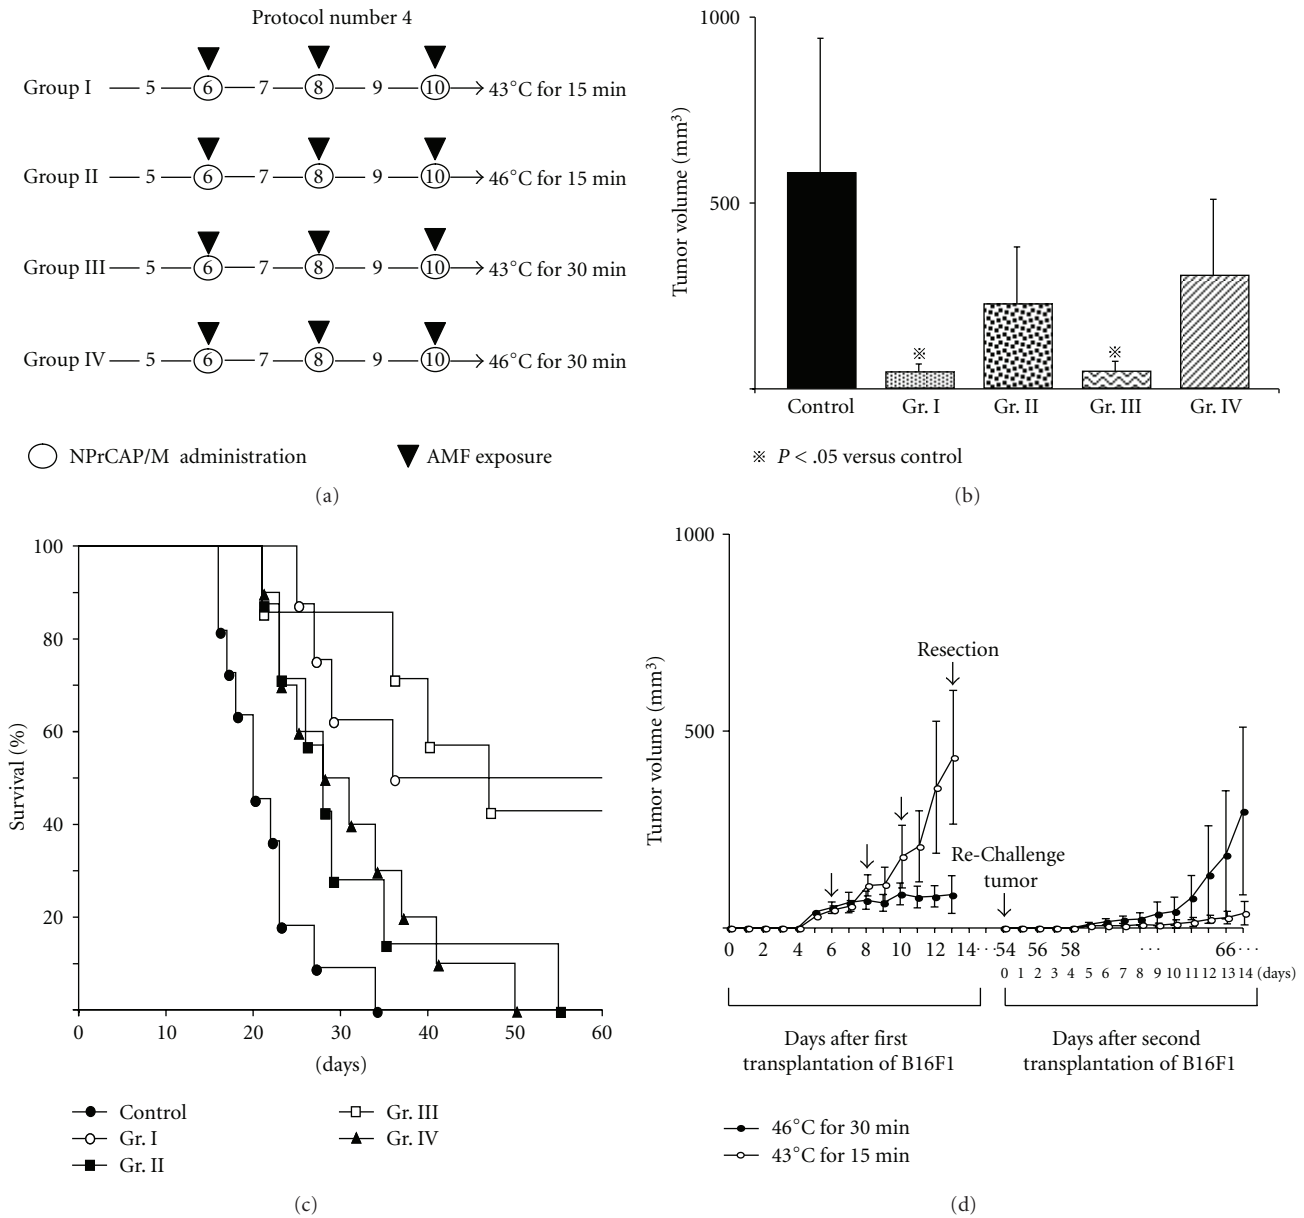 Protocol number 4
Group I 5 6 7 8 9 10 43°C for 15 min
Group II 5 6 7 8 9 10 46°C for 15 min
Group III 5 6 7 8 9 10 43°C for 30 min
Group IV 5 6 7 8 9 10 46°C for 30 min
NPrCAP/M administration
AMF exposure
(a)
1000
500
Tumor volume (mm³)
※
※
Control Gr. I Gr. II Gr. III Gr. IV
※ P < .05 versus control
(b)
100
80
60
40
20
Survival (%)
0 10 20 30 40 50 60
(days)
Control
Gr. I
Gr. II
Gr. III
Gr. IV
(c)
1000
500
Tumor volume (mm³)
Resection
Re-Challenge
tumor
0 2 4 6 8 10 12 14 ··· 54 56 58 ··· 66 ···
0 1 2 3 4 5 6 7 8 9 10 11 12 13 14 (days)
Days after first
transplantation of B16F1
Days after second
transplantation of B16F1
46°C for 30 min
43°C for 15 min
(d)